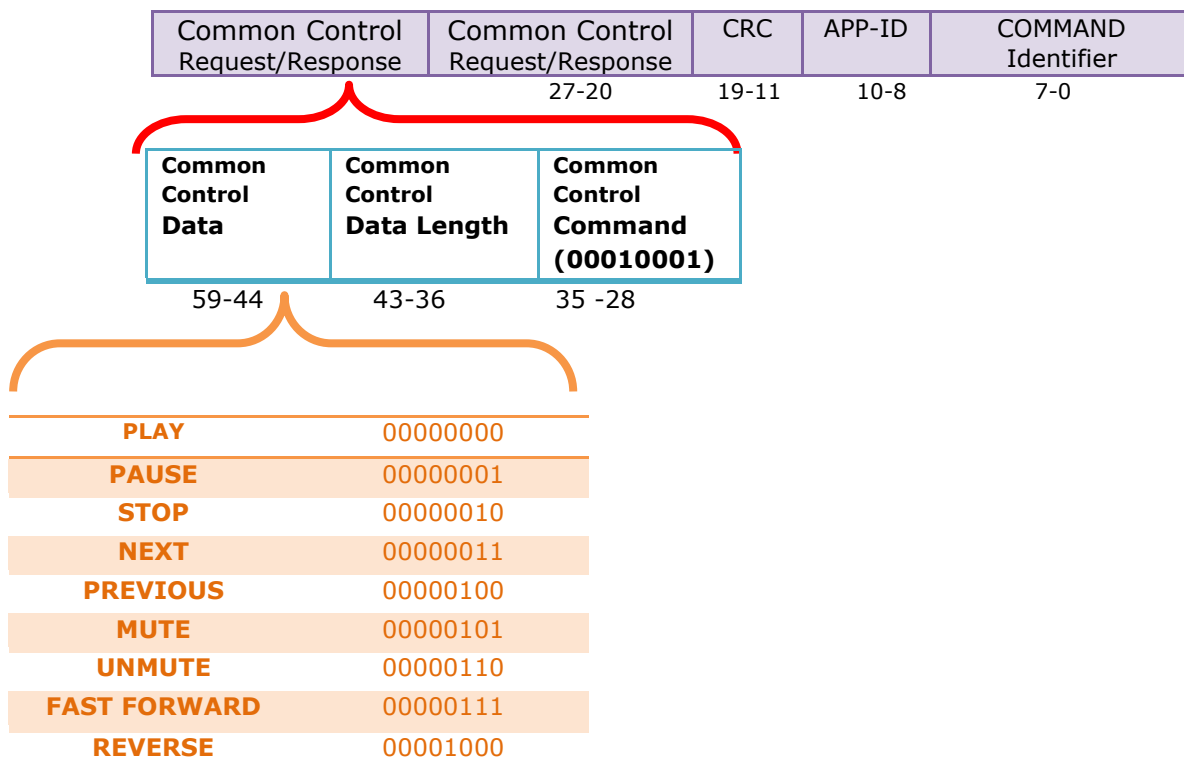 Common Control Request/Response
Common Control Request/Response
CRC
APP-ID
COMMAND Identifier
27-20
19-11
10-8
7-0
Common
Control
Data
Common
Control
Data Length
Common
Control
Command
(00010001)
59-44
43-36
35 -28
PLAY 00000000
PAUSE 00000001
STOP 00000010
NEXT 00000011
PREVIOUS 00000100
MUTE 00000101
UNMUTE 00000110
FAST FORWARD 00000111
REVERSE 00001000